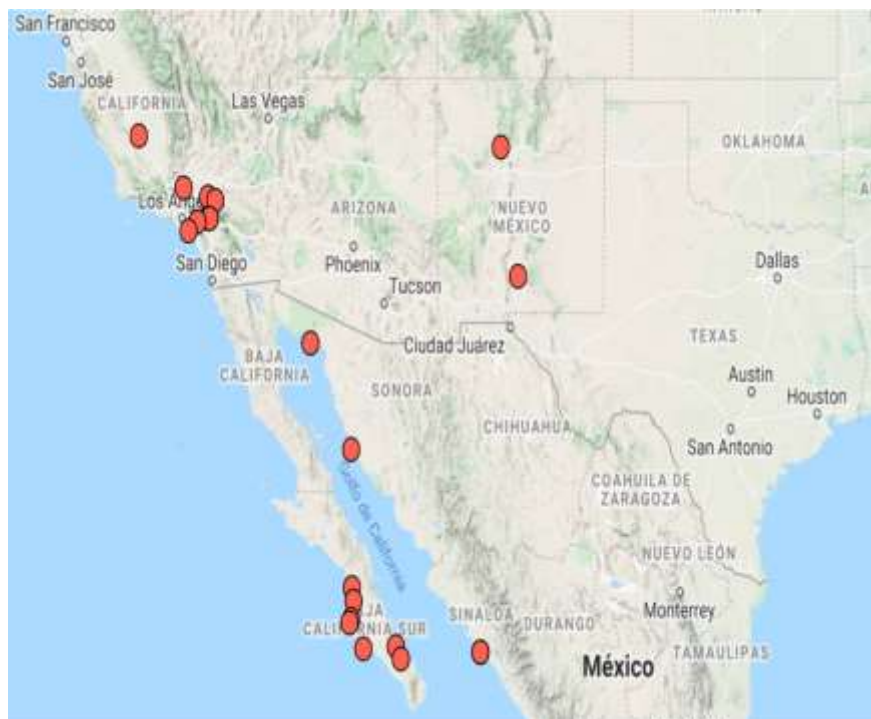 San Francisco
San José
CALIFORNIA
Las Vegas
OKLAHOMA
Los
ARIZONA
NUEVO
MÉXICO
Phoenix
San Diego
Dallas
Tucson
Ciudad Juárez
TEXAS
BAJA
CALIFORNIA
SONORA
Austin
Houston
CHIHUAHUA
San Antonio
COAHUILA DE
ZARAGOZA
de California
NUEVO LEÓN
Monterrey
SINALOA
DURANGO
CALIFORNIA SUR
TAMAULIPAS
México